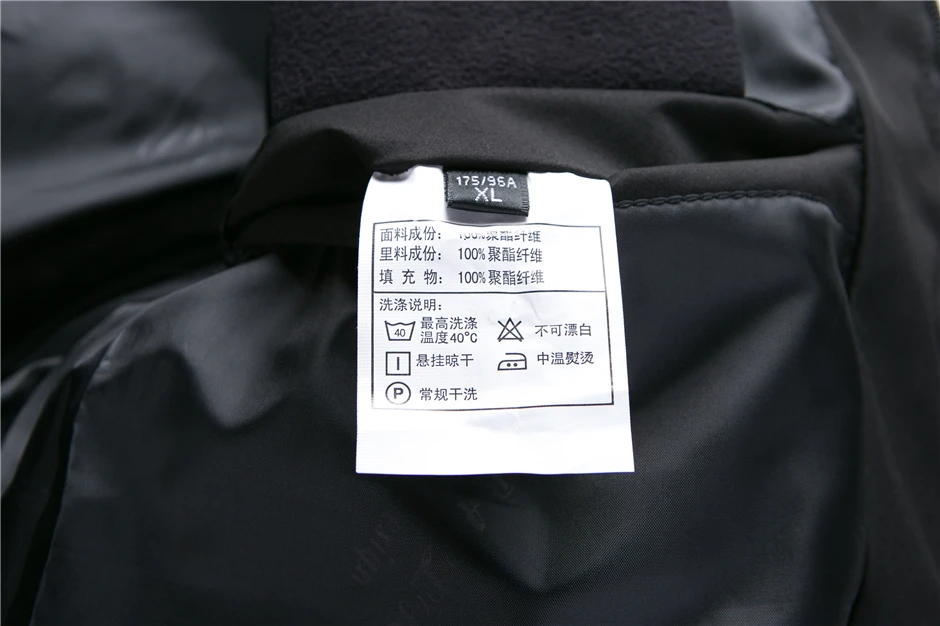 175/96A
XL
面料成份：100%聚酯纤维
里料成份：100%聚酯纤维
填 充 物：100%聚酯纤维
洗涤说明：
40 最高洗涤 温度40°C 不可漂白
悬挂晾干 中温熨烫
P 常规干洗